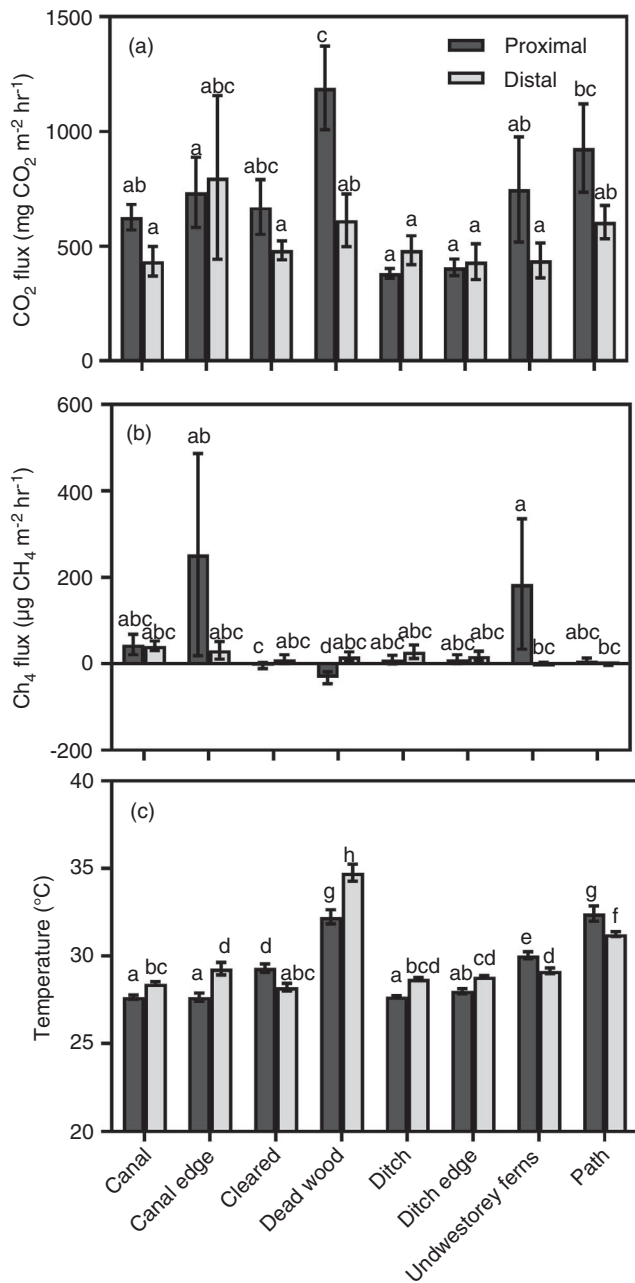 1500
(a)
Proximal
Distal
c
abc
bc
1000
a
abc
ab
ab
ab
ab
a
a
a
a
a
a
a
500
0
CO2 flux (mg CO2 m-2 hr-1)
600
(b)
ab
400
a
200
abc
abc
abc
c
abc
d
abc
abc
abc
abc
abc
bc
abc
bc
0
-200
Ch4 flux (µg CH4 m-2 hr-1)
40
(c)
h
35
g
g
f
d
d
e
d
30
a
bc
a
abc
a
bcd
ab
cd
25
20
Temperature (°C)
Canal
Canal edge
Cleared
Dead wood
Ditch
Ditch edge
Undwestorey ferns
Path